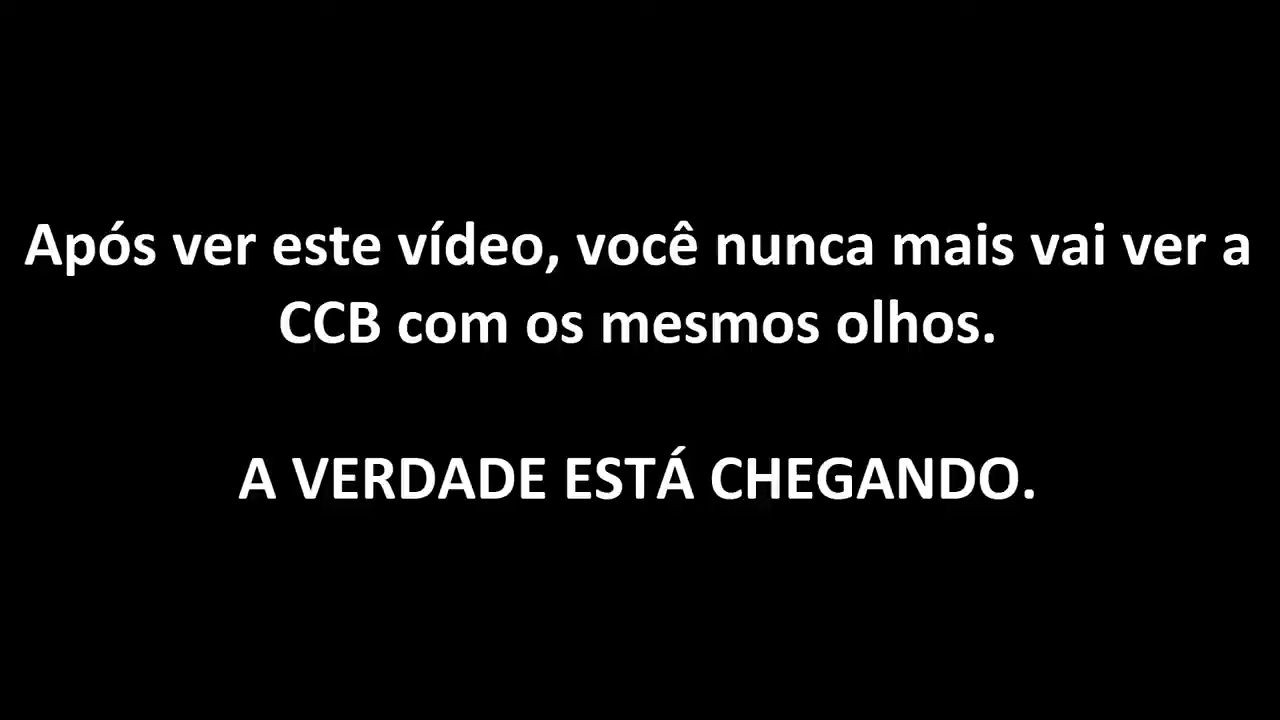 Após ver este vídeo, você nunca mais vai ver a
CCB com os mesmos olhos.
A VERDADE ESTÁ CHEGANDO.